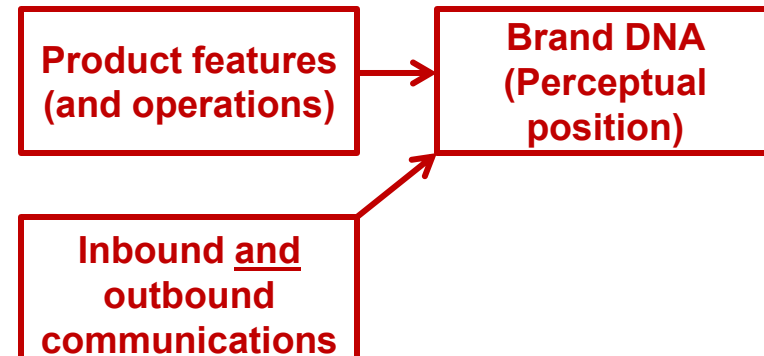 Product features
(and operations)
Brand DNA
(Perceptual
position)
Inbound and
outbound
communications